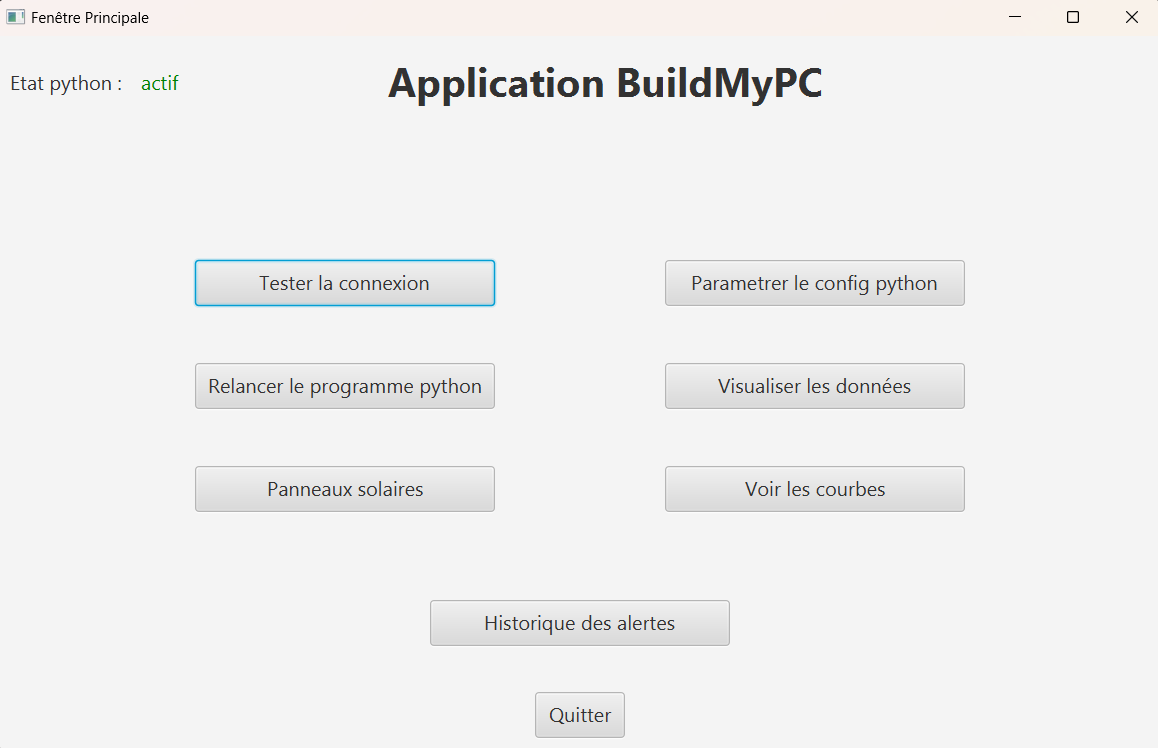 Fenêtre Principale
Etat python : actif
Application BuildMyPC
Tester la connexion
Parametrer le config python
Relancer le programme python
Visualiser les données
Panneaux solaires
Voir les courbes
Historique des alertes
Quitter